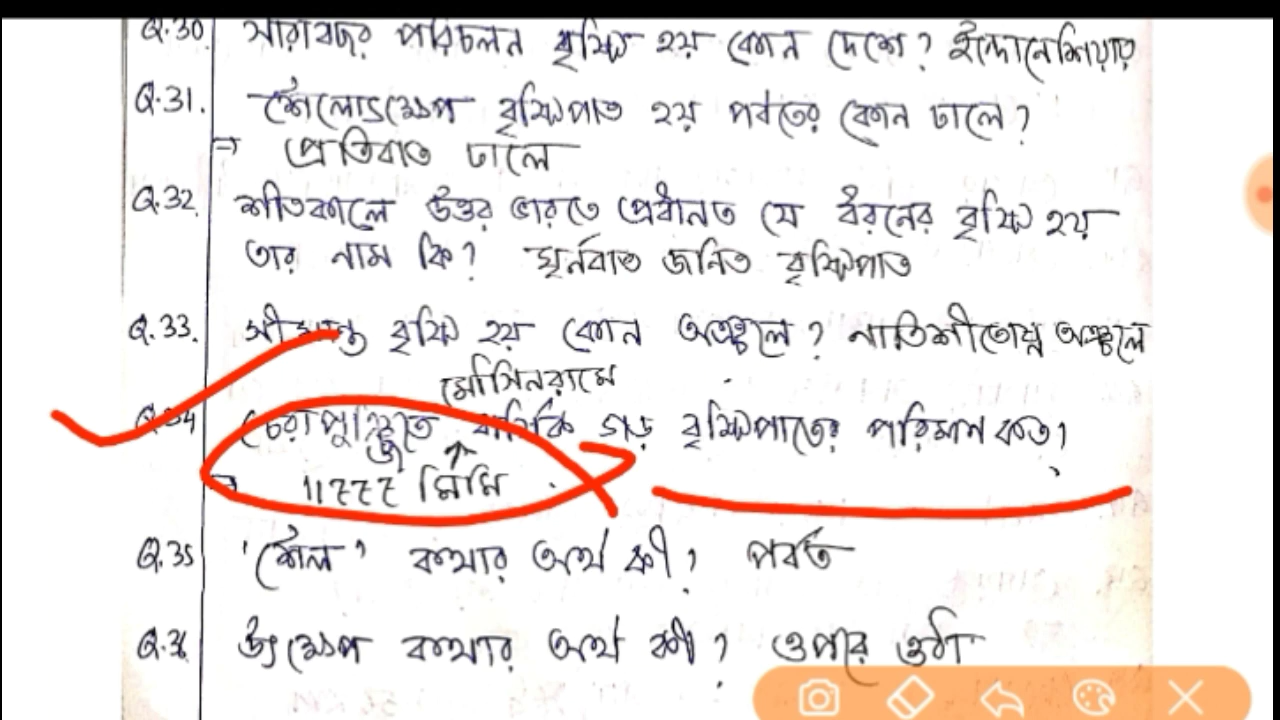 Q.30 সারাবছর পরিচলন বৃষ্টি হয় কোন দেশে? ইন্দোনেশিয়ার
Q.31. শৈলোৎক্ষেপ বৃষ্টিপাত হয় পর্বতের কোন ঢালে?
→ প্রতিবাত ঢালে
Q.32. শীতকালে উত্তর ভারতে প্রধানত যে ধরনের বৃষ্টি হয়
তার নাম কি? ঘূর্নবাত জনিত বৃষ্টিপাত
Q.33. সীমান্ত বৃষ্টি হয় কোন অঞ্চলে? নাতিশীতোষ্ণ অঞ্চলে
মৌসিনরামে
Q.34 চেরাপুঞ্জিতে বার্ষিক গড় বৃষ্টিপাতের পরিমাণ কত?
→ মিমি
Q.35 'শৈল' কথার অর্থ কী? পর্বত
Q.36 উৎক্ষেপ কথার অর্থ কী? ওপরে ওঠা